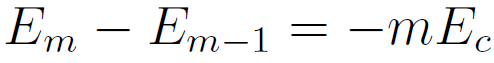 $E_m - E_{m-1} = -mE_c$